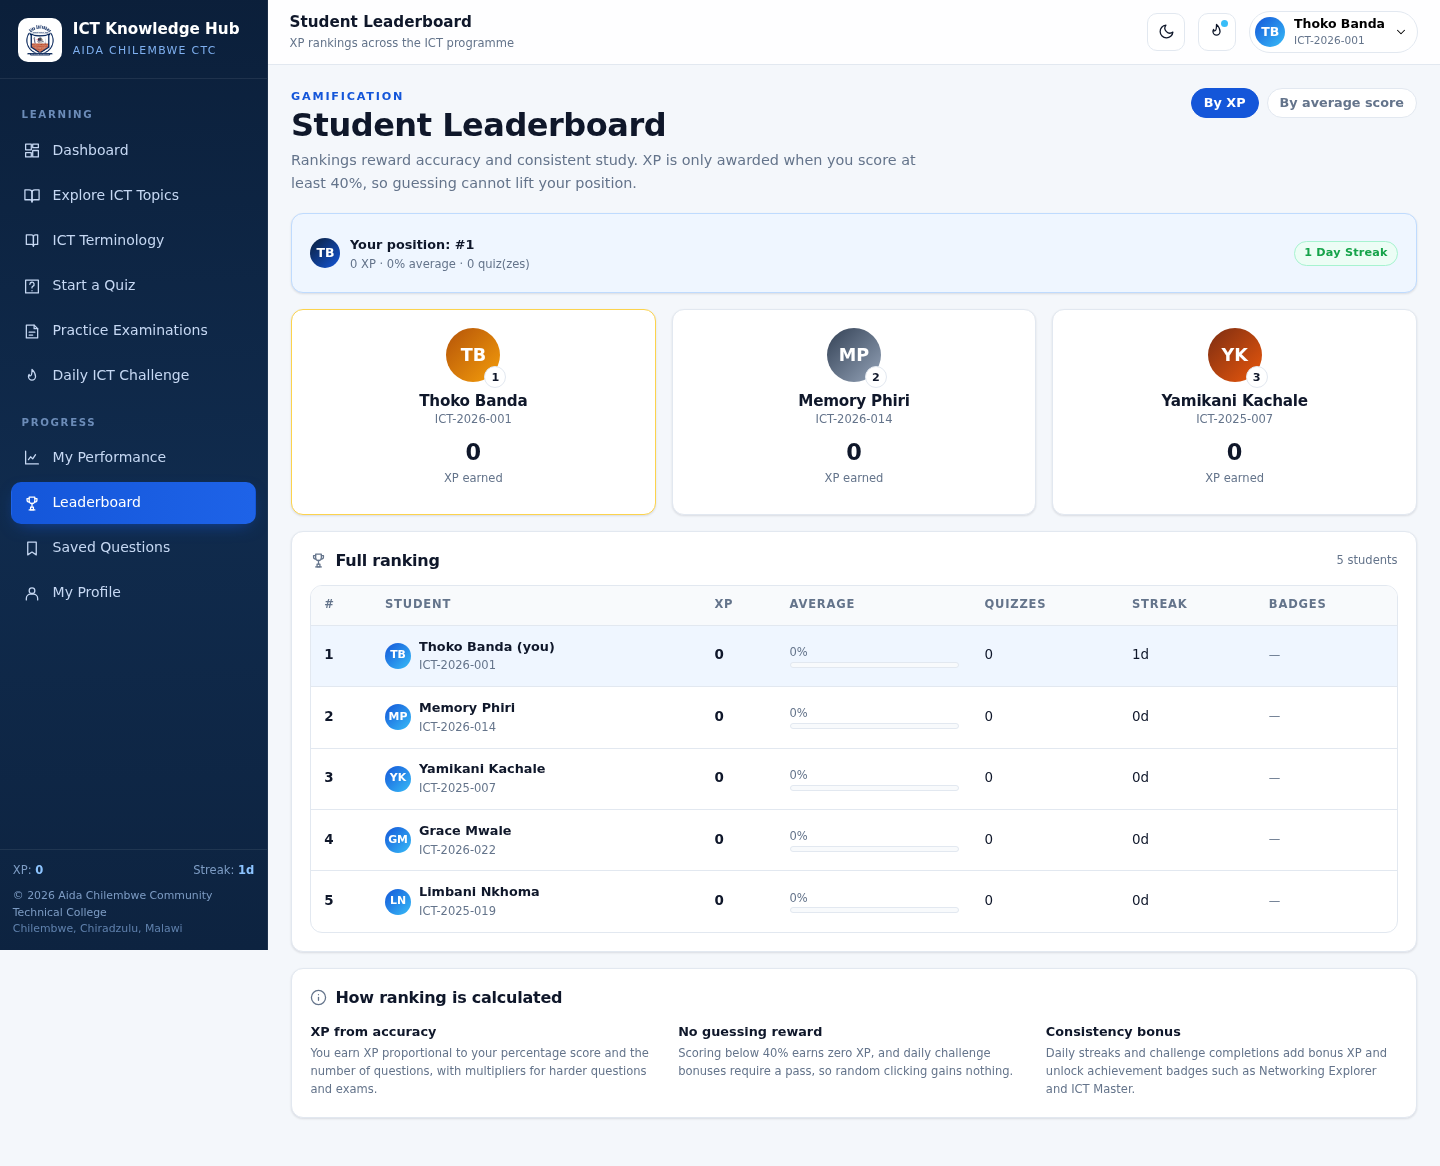 ICT Knowledge Hub
AIDA CHILEMBWE CTC
LEARNING
Dashboard
Explore ICT Topics
ICT Terminology
Start a Quiz
Practice Examinations
Daily ICT Challenge
PROGRESS
My Performance
Leaderboard
Saved Questions
My Profile
XP: 0 Streak: 1d
© 2026 Aida Chilembwe Community
Technical College
Chilembwe, Chiradzulu, Malawi
Student Leaderboard
XP rankings across the ICT programme
TB
Thoko Banda
ICT-2026-001
GAMIFICATION
Student Leaderboard
Rankings reward accuracy and consistent study. XP is only awarded when you score at
least 40%, so guessing cannot lift your position.
By XP By average score
TB
Your position: #1
0 XP · 0% average · 0 quiz(zes)
1 Day Streak
TB
1
Thoko Banda
ICT-2026-001
0
XP earned
MP
2
Memory Phiri
ICT-2026-014
0
XP earned
YK
3
Yamikani Kachale
ICT-2025-007
0
XP earned
Full ranking
5 students
# STUDENT XP AVERAGE QUIZZES STREAK BADGES
1 TB Thoko Banda (you) 0 0% 0 1d —
ICT-2026-001
2 MP Memory Phiri 0 0% 0 0d —
ICT-2026-014
3 YK Yamikani Kachale 0 0% 0 0d —
ICT-2025-007
4 GM Grace Mwale 0 0% 0 0d —
ICT-2026-022
5 LN Limbani Nkhoma 0 0% 0 0d —
ICT-2025-019
How ranking is calculated
XP from accuracy
You earn XP proportional to your percentage score and the
number of questions, with multipliers for harder questions
and exams.
No guessing reward
Scoring below 40% earns zero XP, and daily challenge
bonuses require a pass, so random clicking gains nothing.
Consistency bonus
Daily streaks and challenge completions add bonus XP and
unlock achievement badges such as Networking Explorer
and ICT Master.